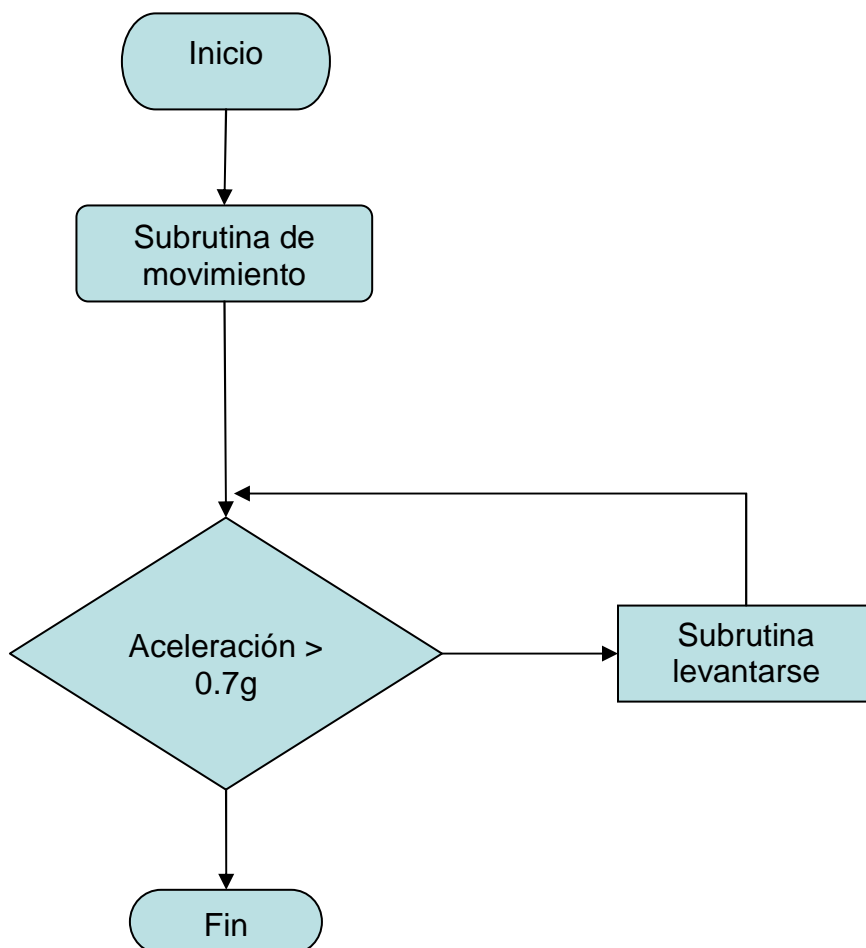 Inicio
Subrutina de
movimiento
Aceleración >
0.7g
Subrutina
levantarse
Fin